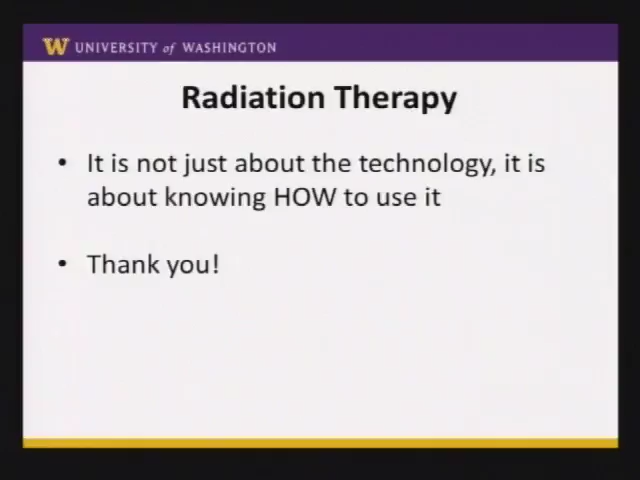 W UNIVERSITY of WASHINGTON
Radiation Therapy
• It is not just about the technology, it is
about knowing HOW to use it
• Thank you!